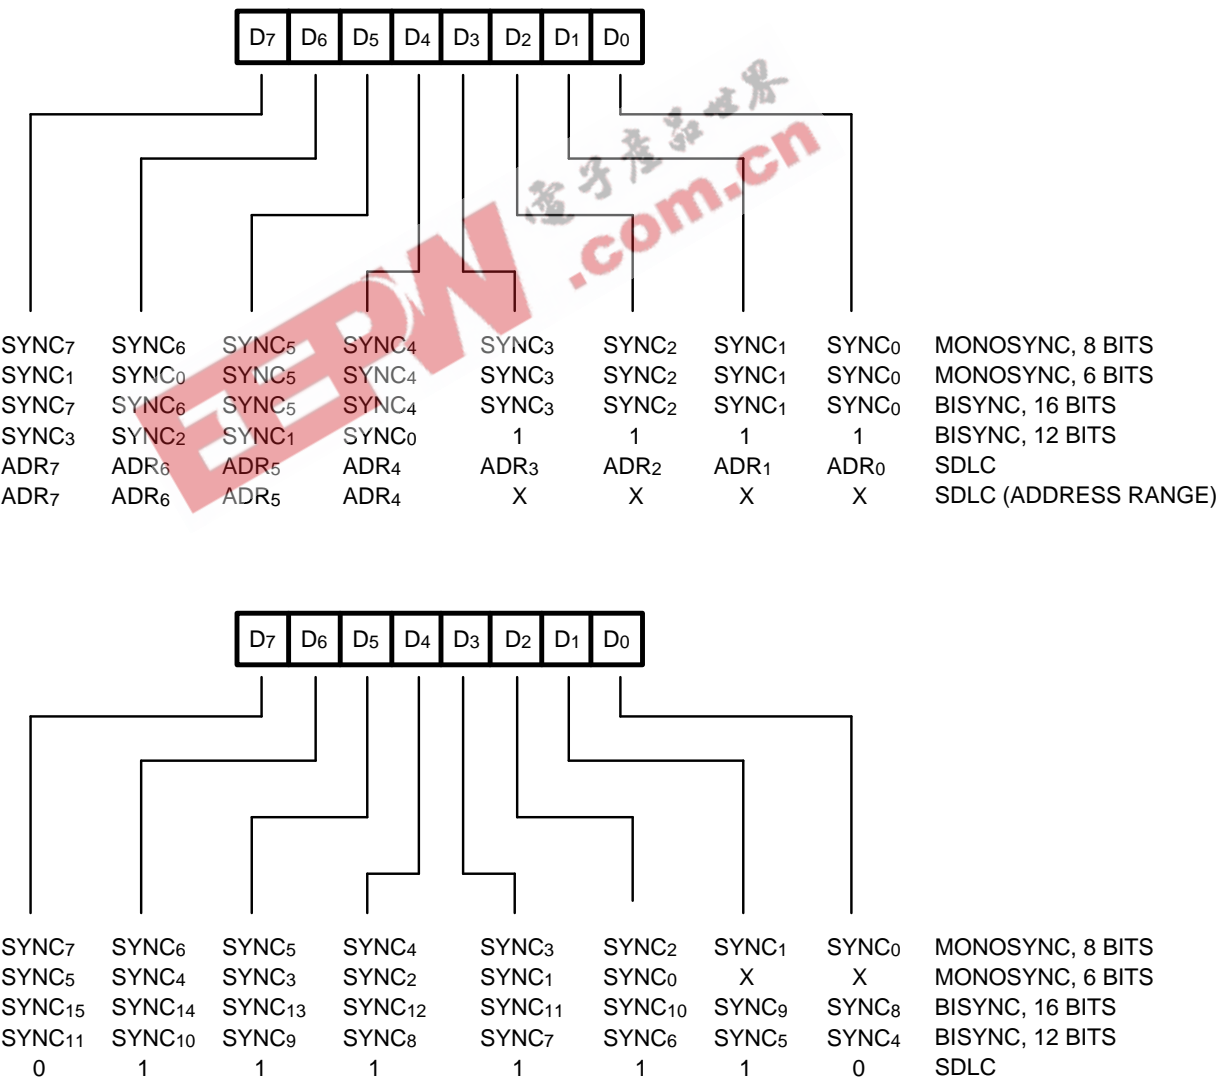 D7 D6 D5 D4 D3 D2 D1 D0
電子產品世界
EEPW .com.cn
SYNC7 SYNC6 SYNC5 SYNC4 SYNC3 SYNC2 SYNC1 SYNC0 MONOSYNC, 8 BITS
SYNC1 SYNC0 SYNC5 SYNC4 SYNC3 SYNC2 SYNC1 SYNC0 MONOSYNC, 6 BITS
SYNC7 SYNC6 SYNC5 SYNC4 SYNC3 SYNC2 SYNC1 SYNC0 BISYNC, 16 BITS
SYNC3 SYNC2 SYNC1 SYNC0 1 1 1 1 BISYNC, 12 BITS
ADR7 ADR6 ADR5 ADR4 ADR3 ADR2 ADR1 ADR0 SDLC
ADR7 ADR6 ADR5 ADR4 X X X X SDLC (ADDRESS RANGE)
D7 D6 D5 D4 D3 D2 D1 D0
SYNC7 SYNC6 SYNC5 SYNC4 SYNC3 SYNC2 SYNC1 SYNC0 MONOSYNC, 8 BITS
SYNC5 SYNC4 SYNC3 SYNC2 SYNC1 SYNC0 X X MONOSYNC, 6 BITS
SYNC15 SYNC14 SYNC13 SYNC12 SYNC11 SYNC10 SYNC9 SYNC8 BISYNC, 16 BITS
SYNC11 SYNC10 SYNC9 SYNC8 SYNC7 SYNC6 SYNC5 SYNC4 BISYNC, 12 BITS
0 1 1 1 1 1 1 0 SDLC